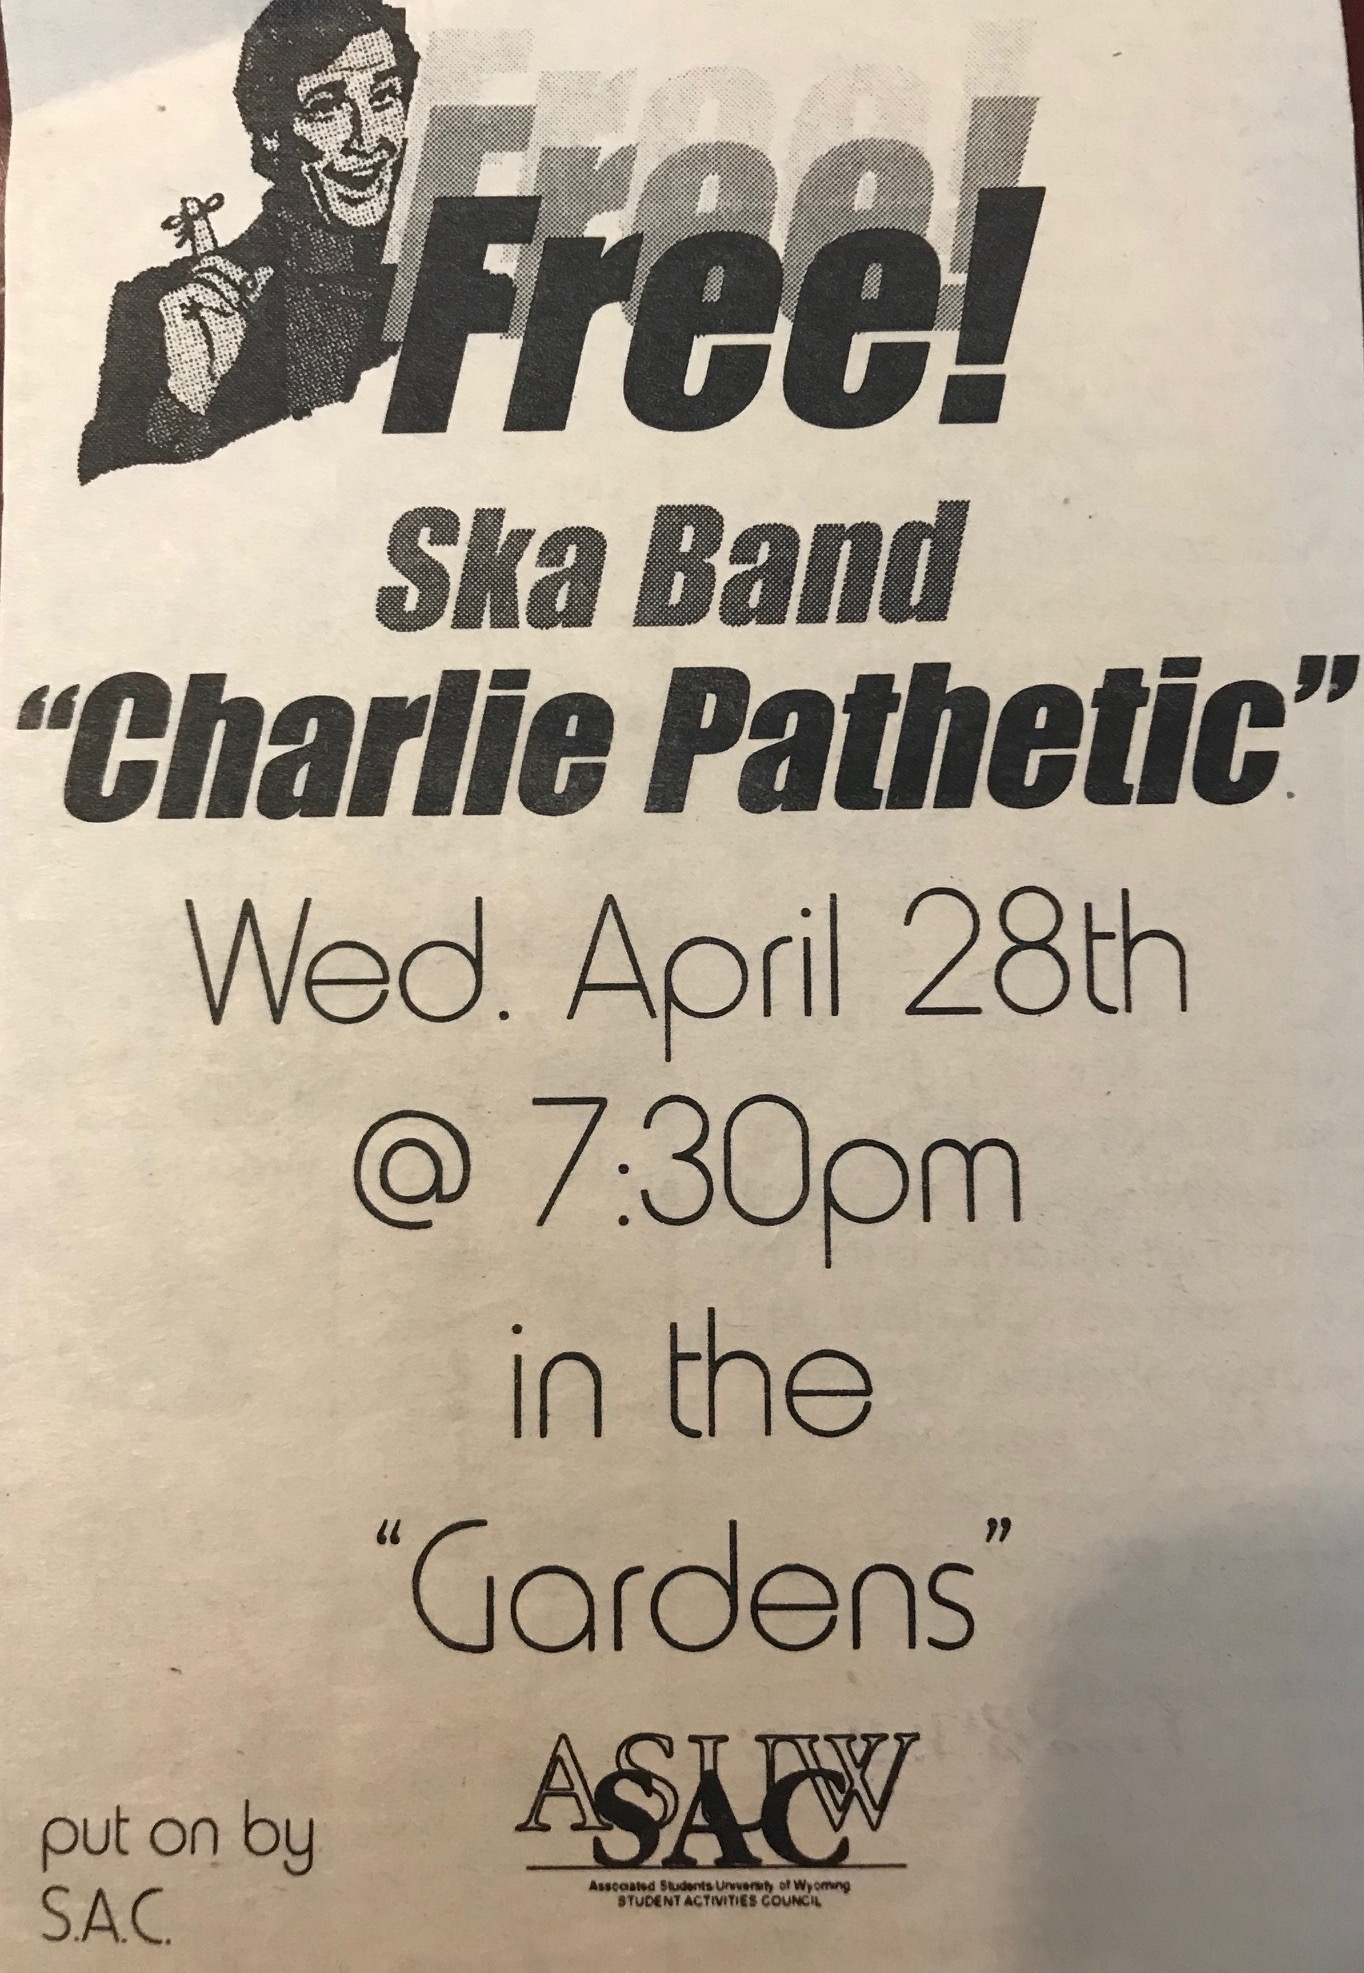 Free!
Free!
Free!
Ska Band
“Charlie Pathetic”
Wed. April 28th
@ 7:30pm
in the
“Gardens”
put on by
S.A.C.
ASUW
SAC
Associated Students University of Wyoming
STUDENT ACTIVITIES COUNCIL